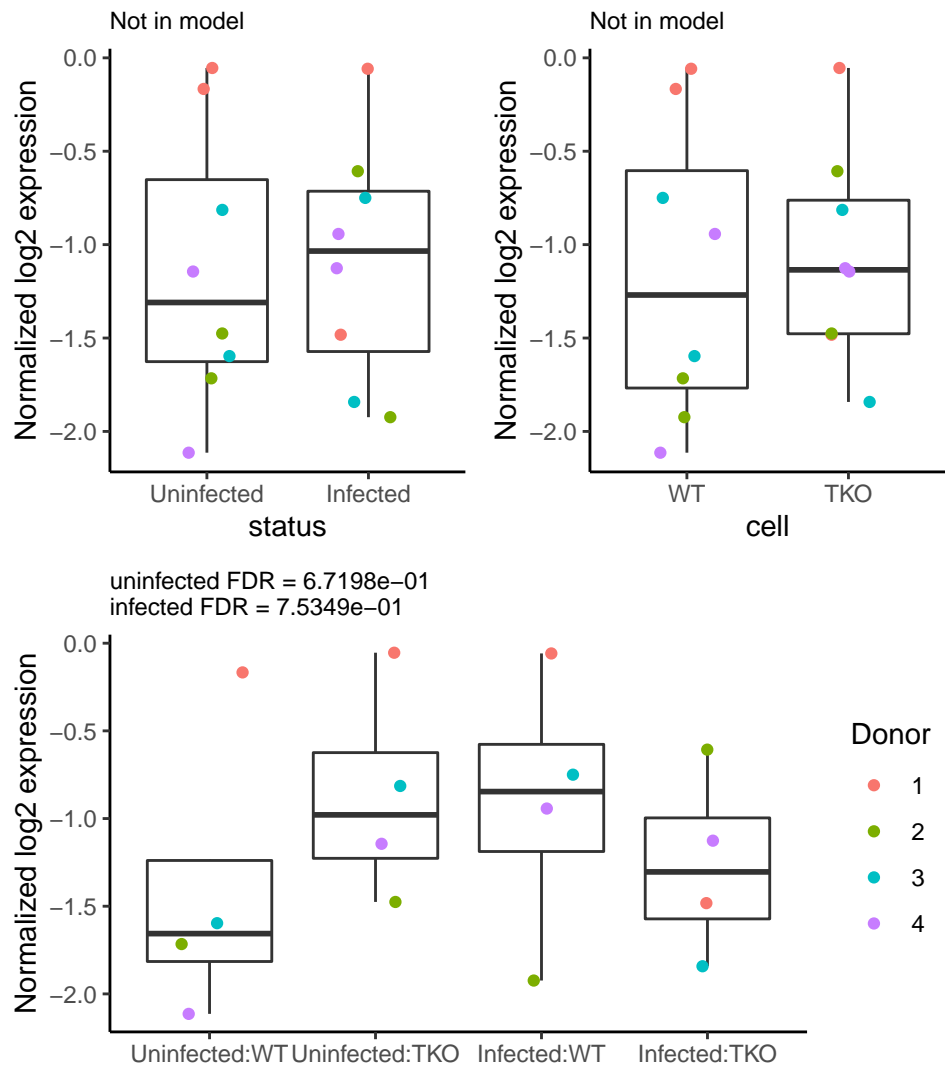 Not in model
Normalized log2 expression
0.0
−0.5
−1.0
−1.5
−2.0
Uninfected Infected
status
Not in model
Normalized log2 expression
0.0
−0.5
−1.0
−1.5
−2.0
WT TKO
cell
uninfected FDR = 6.7198e−01
infected FDR = 7.5349e−01
Normalized log2 expression
0.0
−0.5
−1.0
−1.5
−2.0
Uninfected:WT Uninfected:TKO Infected:WT Infected:TKO
Donor
1
2
3
4